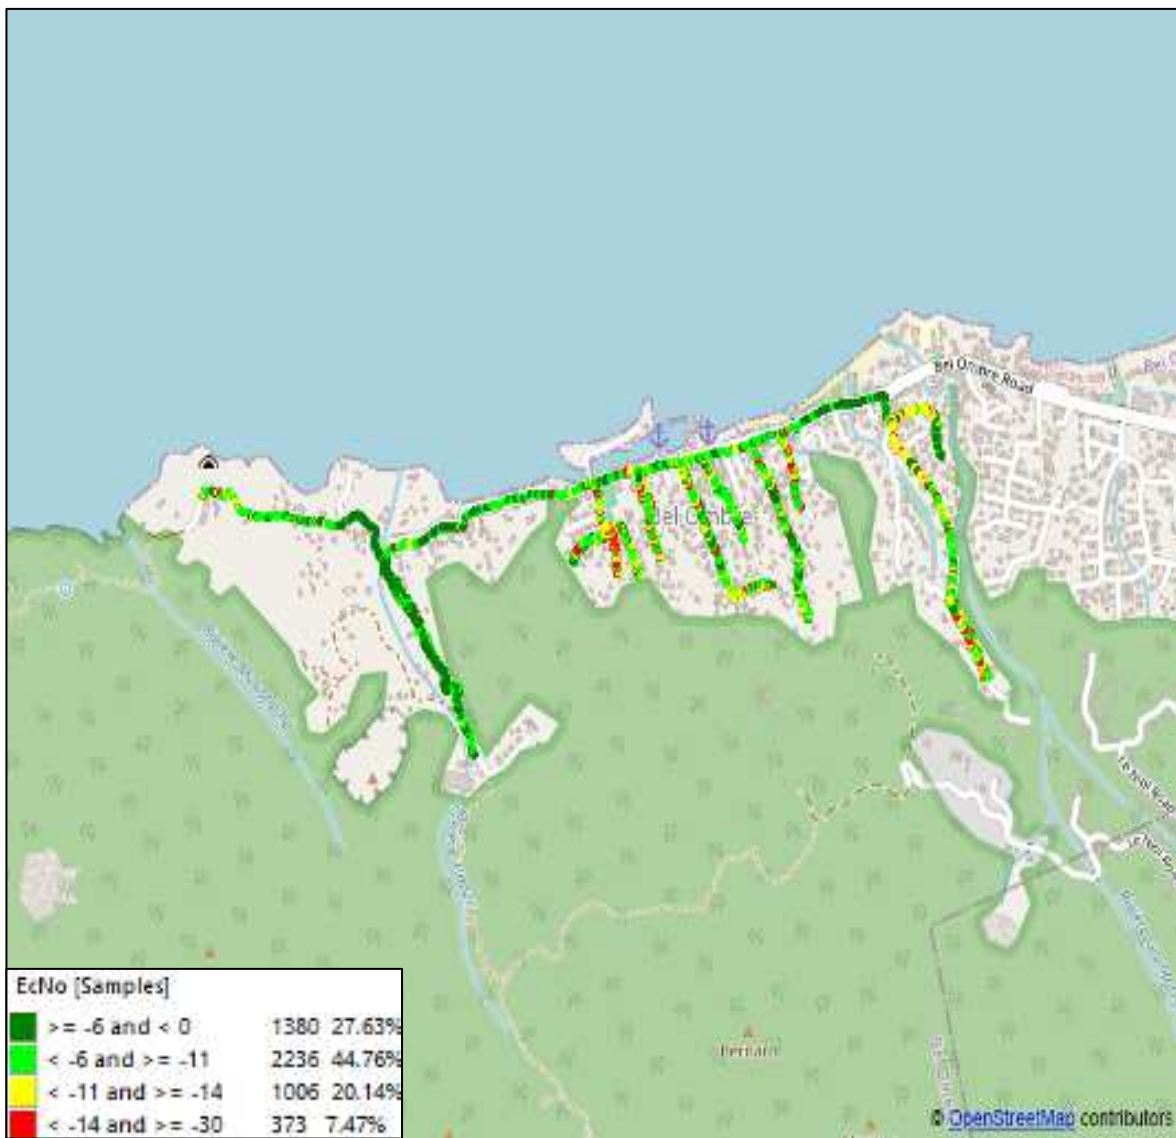 Bel Ombre Road
Bel Ombre
EcNo [Samples]
>= -6 and < 0 1380 27.63%
< -6 and >= -11 2236 44.76%
< -11 and >= -14 1006 20.14%
< -14 and >= -30 373 7.47%
© OpenStreetMap contributors